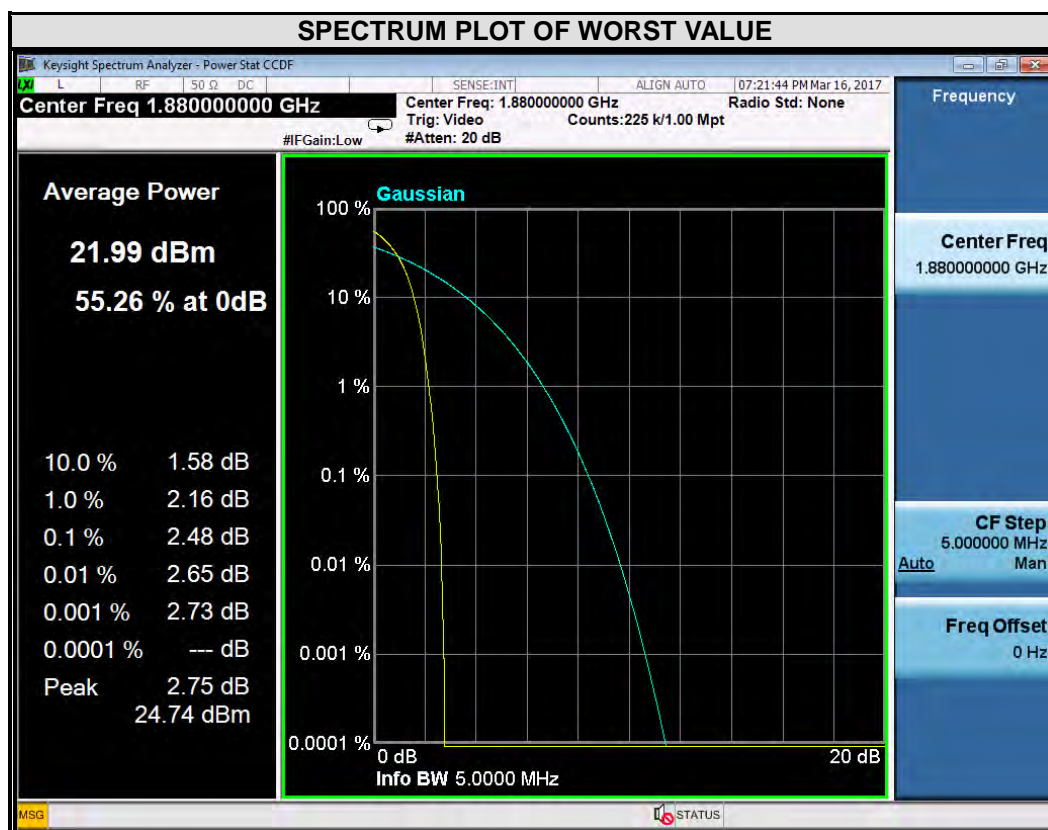 SPECTRUM PLOT OF WORST VALUE
Keysight Spectrum Analyzer - Power Stat CCDF
LXI L RF 50 Ω DC SENSE:INT ALIGN AUTO 07:21:44 PM Mar 16, 2017
Center Freq 1.880000000 GHz
Center Freq: 1.880000000 GHz Radio Std: None
Trig: Video Counts:225 k/1.00 Mpt
#IFGain:Low #Atten: 20 dB
Frequency
Average Power
21.99 dBm
55.26 % at 0dB
10.0 % 1.58 dB
1.0 % 2.16 dB
0.1 % 2.48 dB
0.01 % 2.65 dB
0.001 % 2.73 dB
0.0001 % --- dB
Peak 2.75 dB
24.74 dBm
Gaussian
100 %
10 %
1 %
0.1 %
0.01 %
0.001 %
0.0001 %
0 dB 20 dB
Info BW 5.0000 MHz
Center Freq
1.880000000 GHz
CF Step
5.000000 MHz
Auto Man
Freq Offset
0 Hz
MSG STATUS